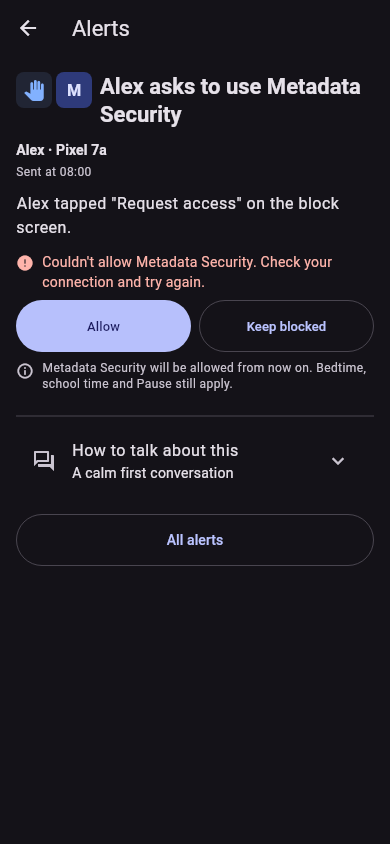 Alerts
M
Alex asks to use Metadata
Security
Alex · Pixel 7a
Sent at 08:00
Alex tapped "Request access" on the block
screen.
Couldn't allow Metadata Security. Check your
connection and try again.
Allow
Keep blocked
Metadata Security will be allowed from now on. Bedtime,
school time and Pause still apply.
How to talk about this
A calm first conversation
All alerts